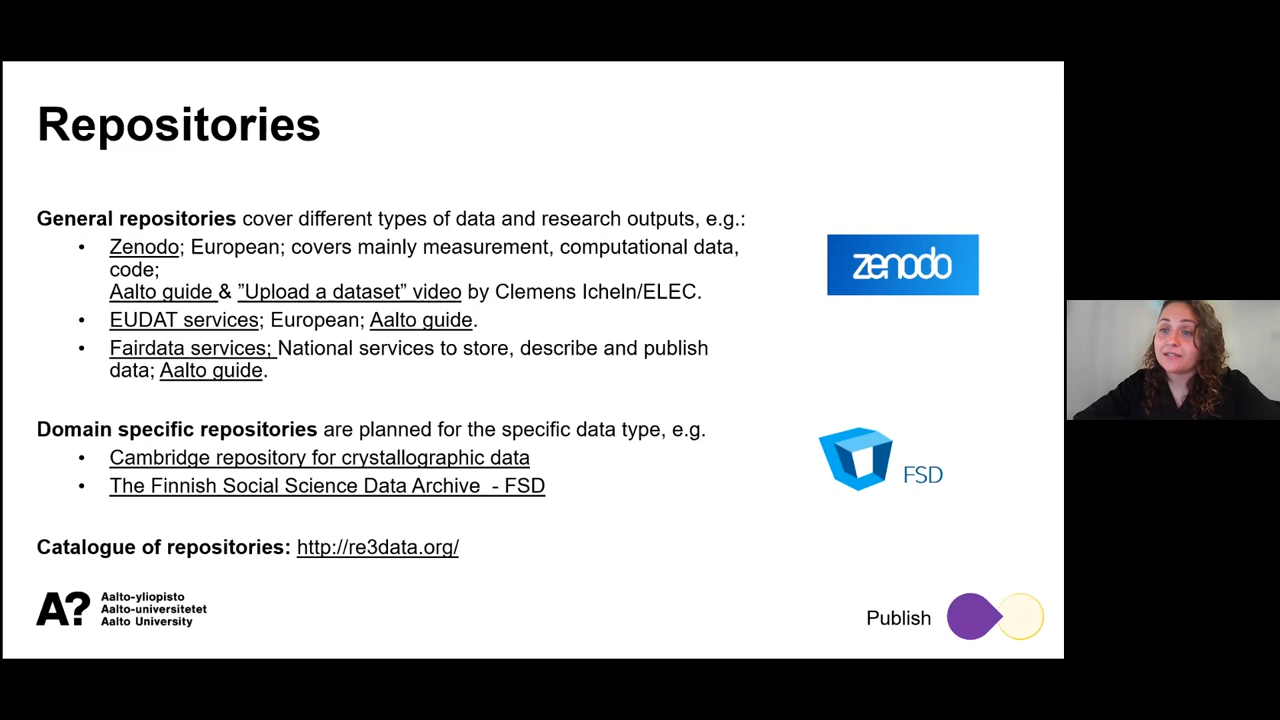 Repositories
General repositories cover different types of data and research outputs, e.g.:
• Zenodo; European; covers mainly measurement, computational data,
code;
Aalto guide & ”Upload a dataset” video by Clemens Icheln/ELEC.
• EUDAT services; European; Aalto guide.
• Fairdata services; National services to store, describe and publish
data; Aalto guide.
zenodo
Domain specific repositories are planned for the specific data type, e.g.
• Cambridge repository for crystallographic data
• The Finnish Social Science Data Archive - FSD
FSD
Catalogue of repositories: http://re3data.org/
A?
Aalto-yliopisto
Aalto-universitetet
Aalto University
Publish